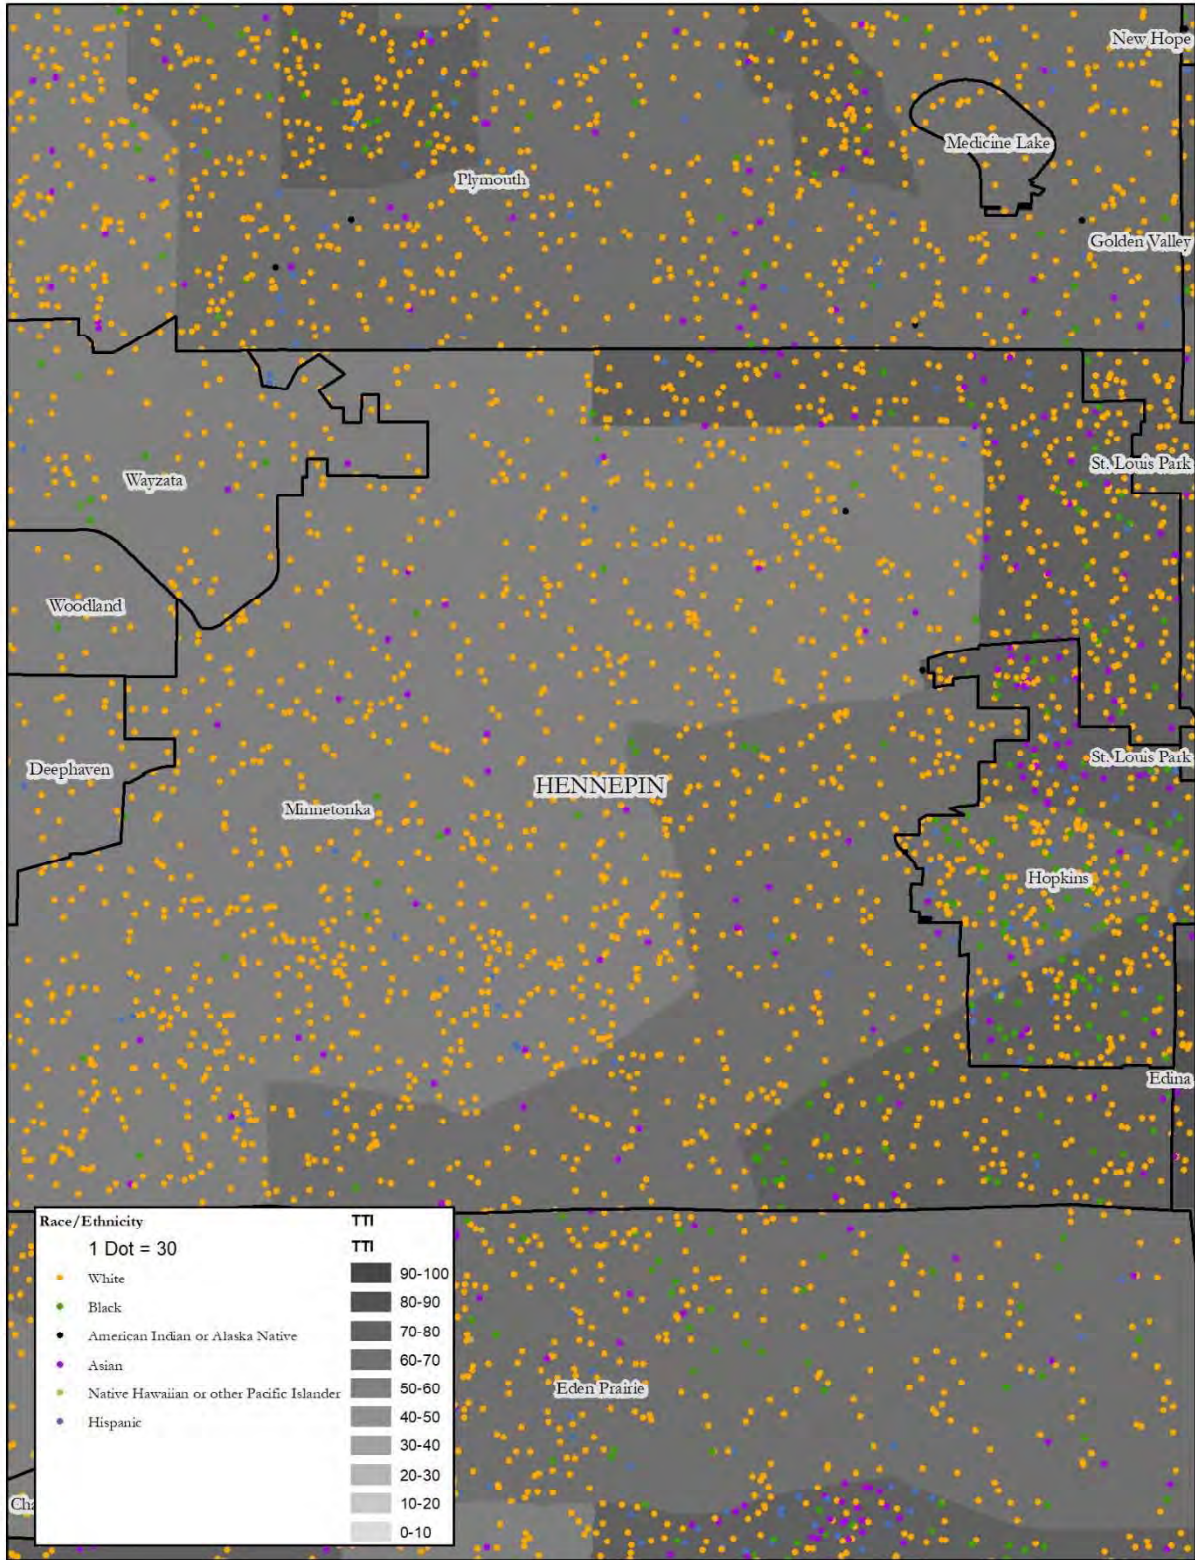 New Hope
Medicine Lake
Plymouth
Golden Valley
St. Louis Park
Wayzata
Woodland
St. Louis Park
Deephaven
HENNEPIN
Minnetonka
Hopkins
Edina
Race/Ethnicity
1 Dot = 30
White
Black
American Indian or Alaska Native
Asian
Native Hawaiian or other Pacific Islander
Hispanic
TTI
TTI
90-100
80-90
70-80
60-70
50-60
40-50
30-40
20-30
10-20
0-10
Eden Prairie
Cha